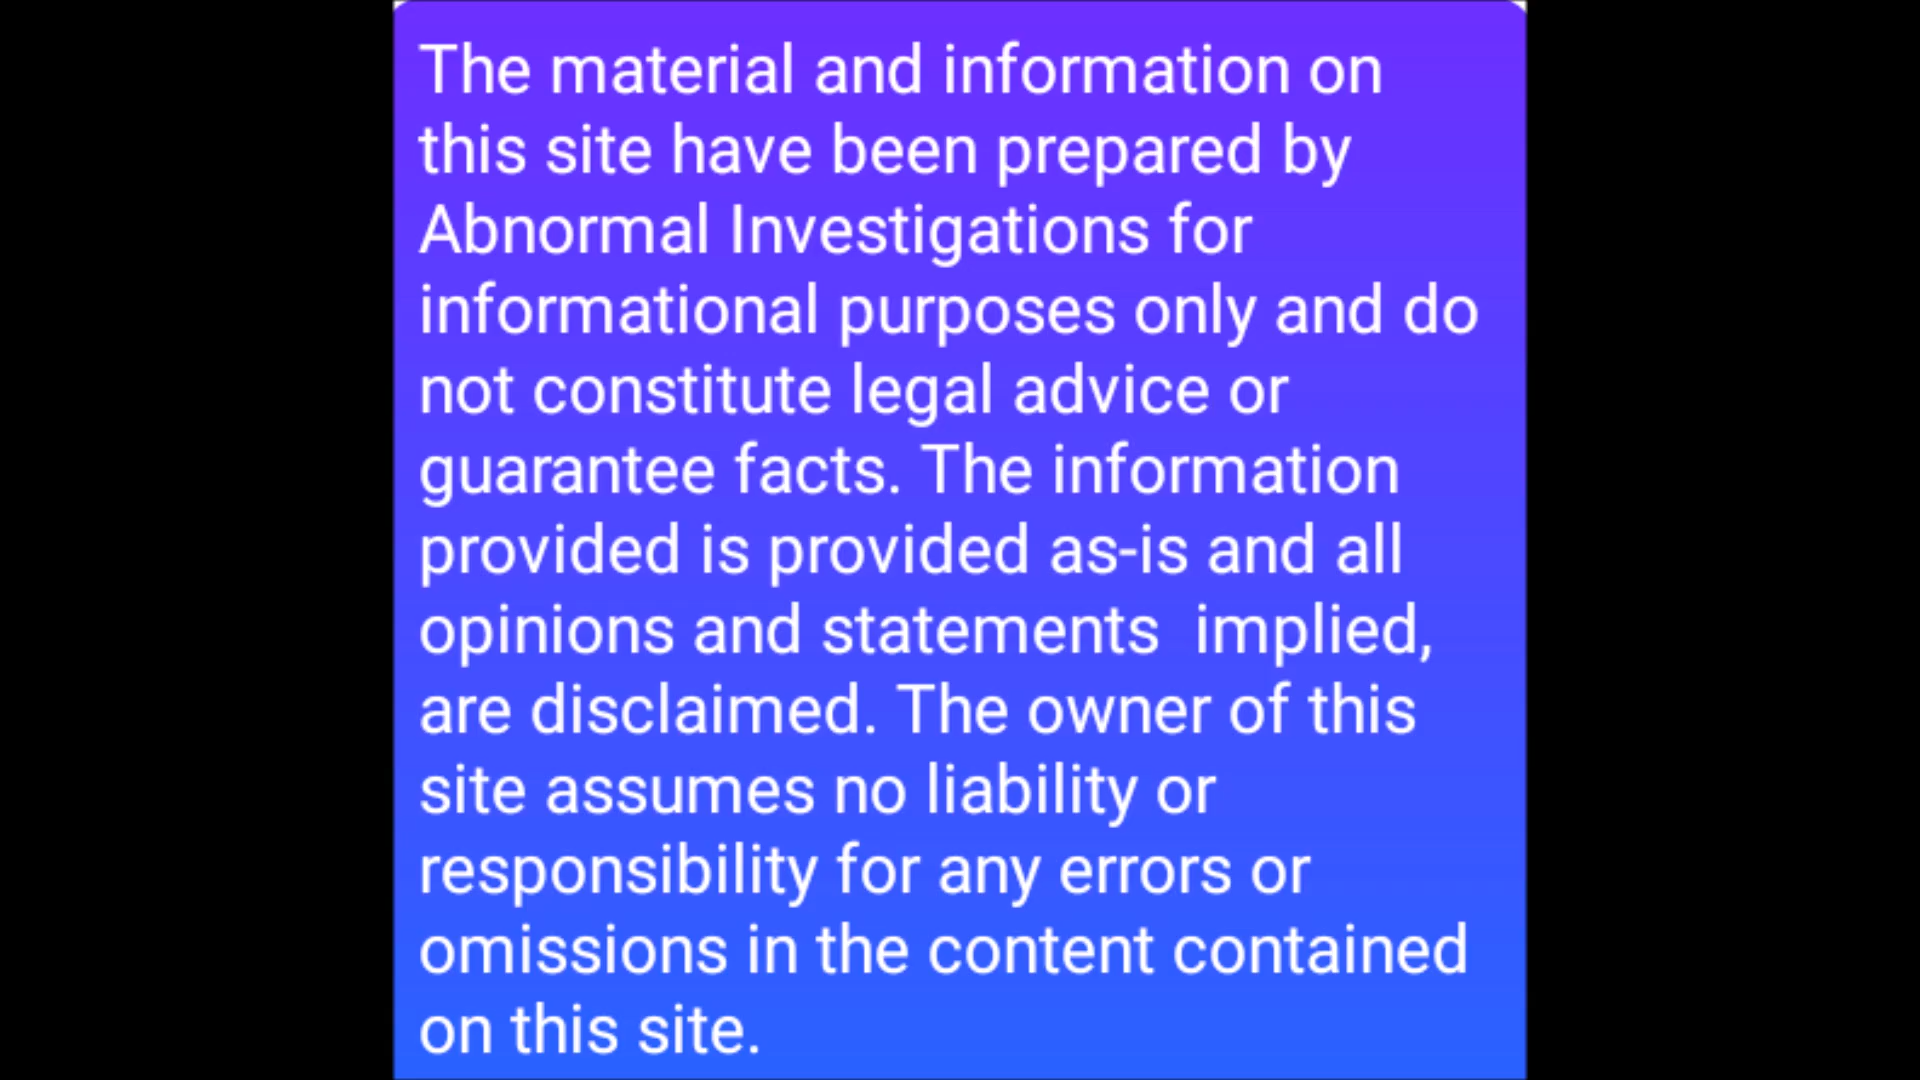 The material and information on
this site have been prepared by
Abnormal Investigations for
informational purposes only and do
not constitute legal advice or
guarantee facts. The information
provided is provided as-is and all
opinions and statements  implied,
are disclaimed. The owner of this
site assumes no liability or
responsibility for any errors or
omissions in the content contained
on this site.